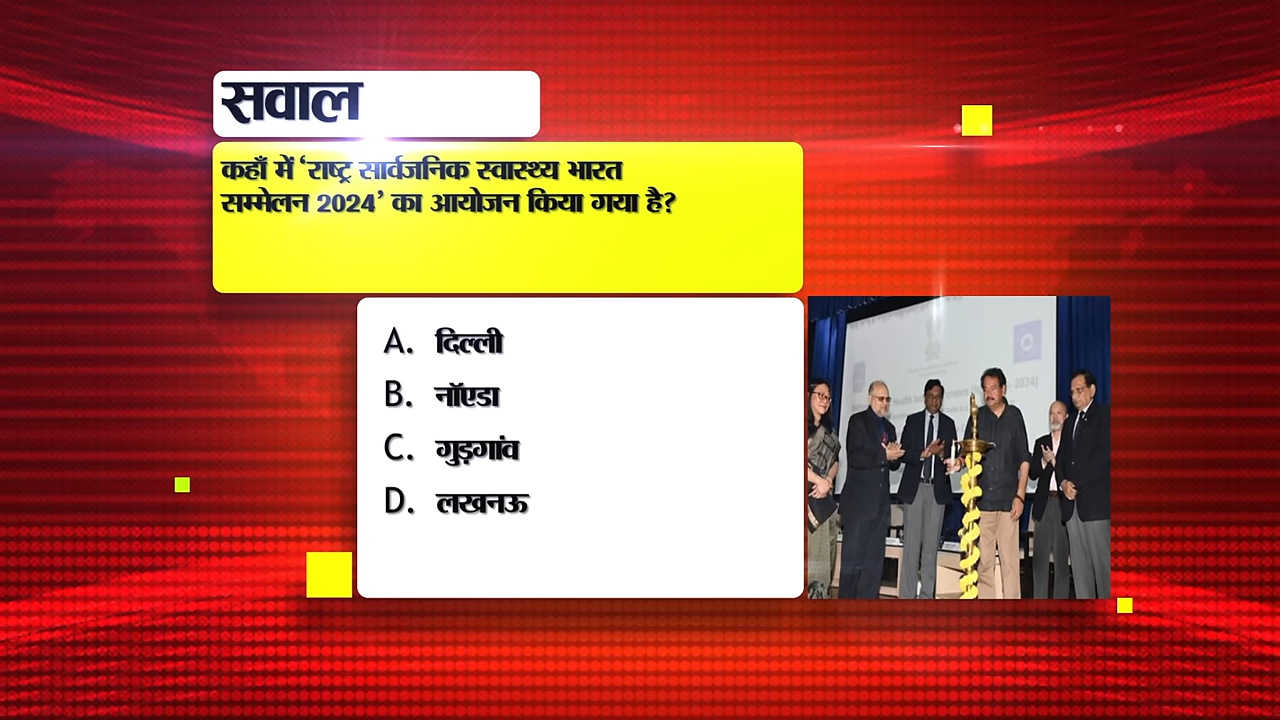 सवाल
कहाँ में ‘राष्ट्र सार्वजनिक स्वास्थ्य भारत
सम्मेलन 2024’ का आयोजन किया गया है?
A. दिल्ली
B. नॉएडा
C. गुड़गांव
D. लखनऊ